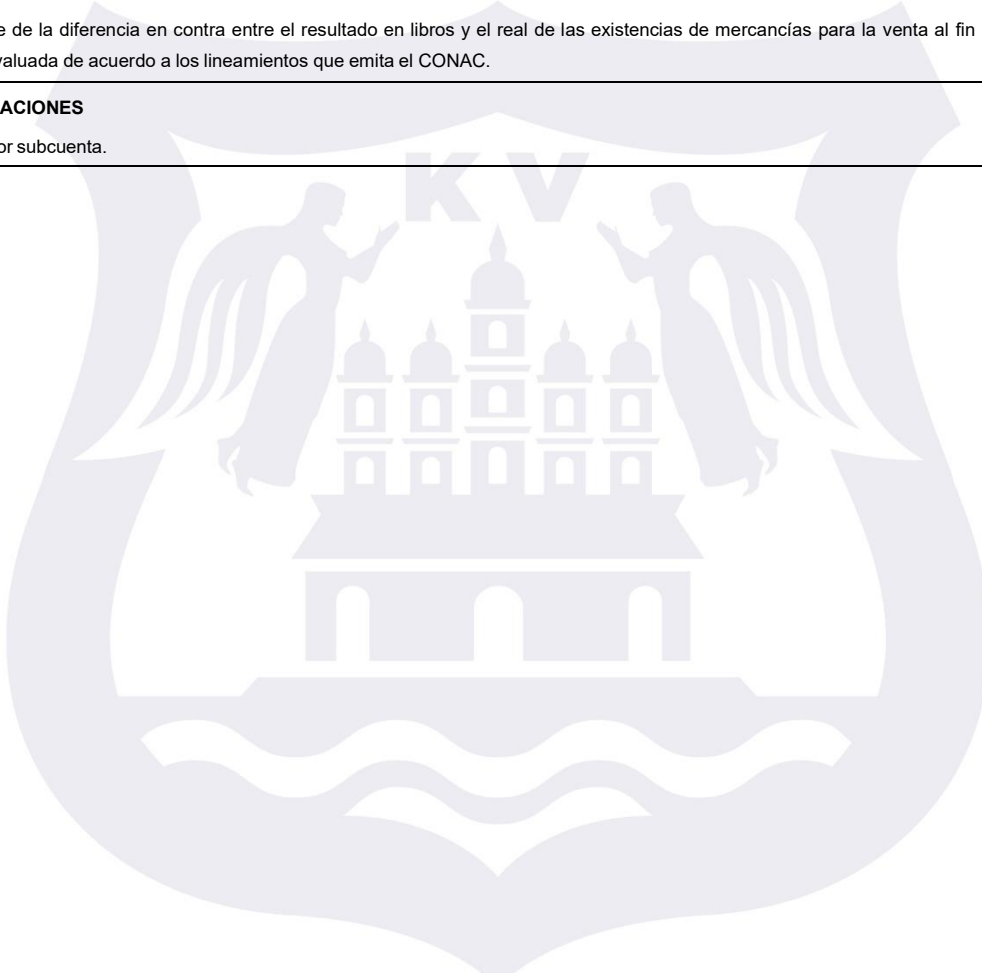 de la diferencia en contra entre el resultado en libros y el real de las existencias de mercancías para la venta al fin
valuada de acuerdo a los lineamientos que emita el CONAC.
ACIONES
or subcuenta.
KV